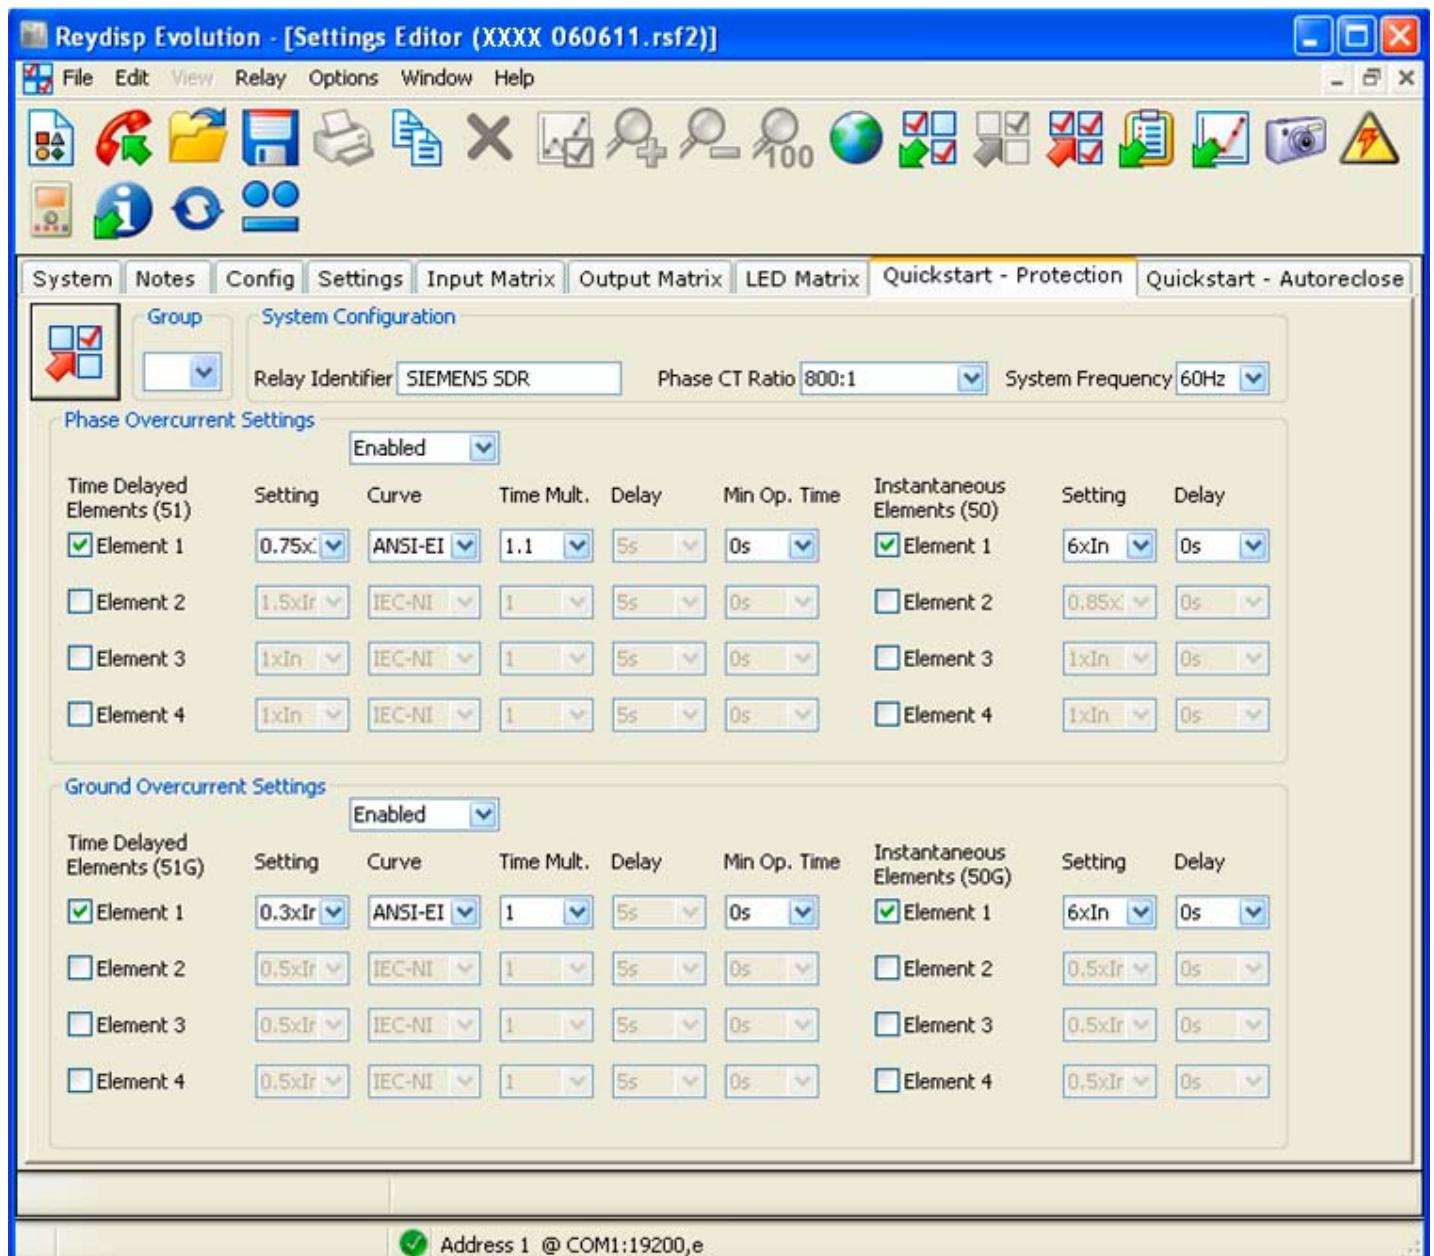 Reydisp Evolution - [Settings Editor (XXXX 060611.rsf2)]
File Edit View Relay Options Window Help
100
System Notes Config Settings Input Matrix Output Matrix LED Matrix Quickstart - Protection Quickstart - Autoreclose
Group System Configuration
Relay Identifier SIEMENS SDR Phase CT Ratio 800:1 System Frequency 60Hz
Phase Overcurrent Settings
Enabled
Time Delayed Elements (51) Setting Curve Time Mult. Delay Min Op. Time Instantaneous Elements (50) Setting Delay
Element 1 0.75x ANSI-EI 1.1 5s 0s Element 1 6xIn 0s
Element 2 1.5xIr IEC-NI 1 5s 0s Element 2 0.85x 0s
Element 3 1xIn IEC-NI 1 5s 0s Element 3 1xIn 0s
Element 4 1xIn IEC-NI 1 5s 0s Element 4 1xIn 0s
Ground Overcurrent Settings
Enabled
Time Delayed Elements (51G) Setting Curve Time Mult. Delay Min Op. Time Instantaneous Elements (50G) Setting Delay
Element 1 0.3xIr ANSI-EI 1 5s 0s Element 1 6xIn 0s
Element 2 0.5xIr IEC-NI 1 5s 0s Element 2 0.5xIr 0s
Element 3 0.5xIr IEC-NI 1 5s 0s Element 3 0.5xIr 0s
Element 4 0.5xIr IEC-NI 1 5s 0s Element 4 0.5xIr 0s
Address 1 @ COM1:19200,e